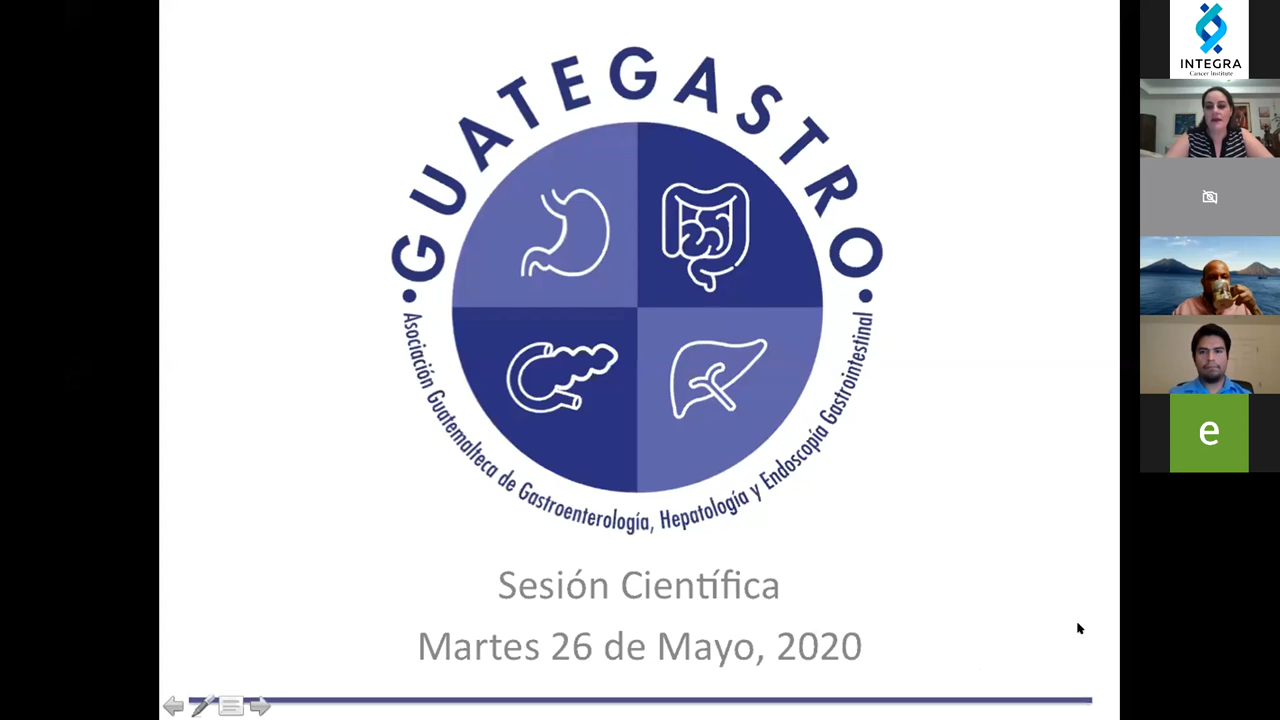 GUATEGASTRO
Asociación Guatemalteca de Gastroenterología, Hepatología y Endoscopía Gastrointestinal
Sesión Científica
Martes 26 de Mayo, 2020
INTEGRA
Cancer Institute
e